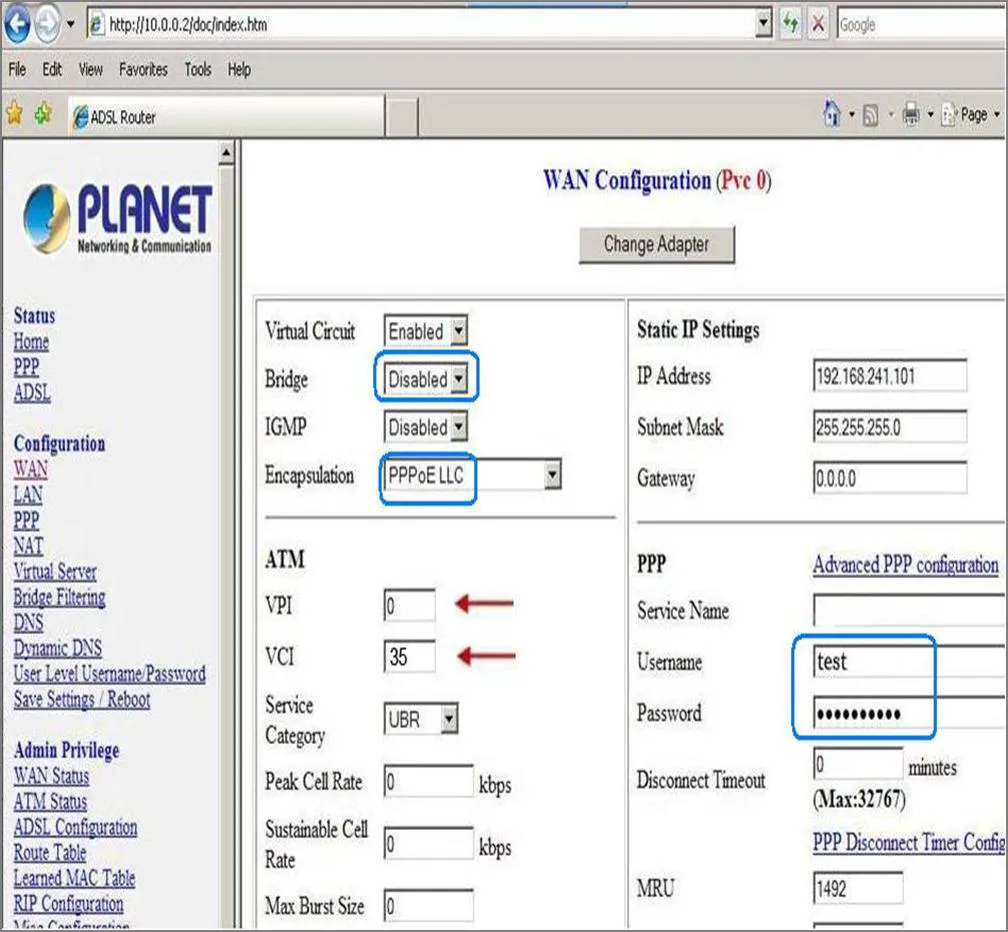 http://10.0.0.2/doc/index.htm
Google
File Edit View Favorites Tools Help
ADSL Router
Page
PLANET
Networking & Communication
Status
Home
PPP
ADSL
Configuration
WAN
LAN
PPP
NAT
Virtual Server
Bridge Filtering
DNS
Dynamic DNS
User Level Username/Password
Save Settings / Reboot
Admin Privilege
WAN Status
ATM Status
ADSL Configuration
Route Table
Learned MAC Table
RIP Configuration
Misc Configuration
WAN Configuration (Pvc 0)
Change Adapter
Virtual Circuit Enabled
Bridge Disabled
IGMP Disabled
Encapsulation PPPoE LLC
ATM
VPI 0
VCI 35
Service
Category
UBR
Peak Cell Rate 0 kbps
Sustainable Cell
Rate
0 kbps
Max Burst Size 0
Static IP Settings
IP Address 192.168.241.101
Subnet Mask 255.255.255.0
Gateway 0.0.0.0
PPP Advanced PPP configuration
Service Name
Username test
Password ••••••••••
Disconnect Timeout 0 minutes
(Max:32767)
PPP Disconnect Timer Config
MRU 1492